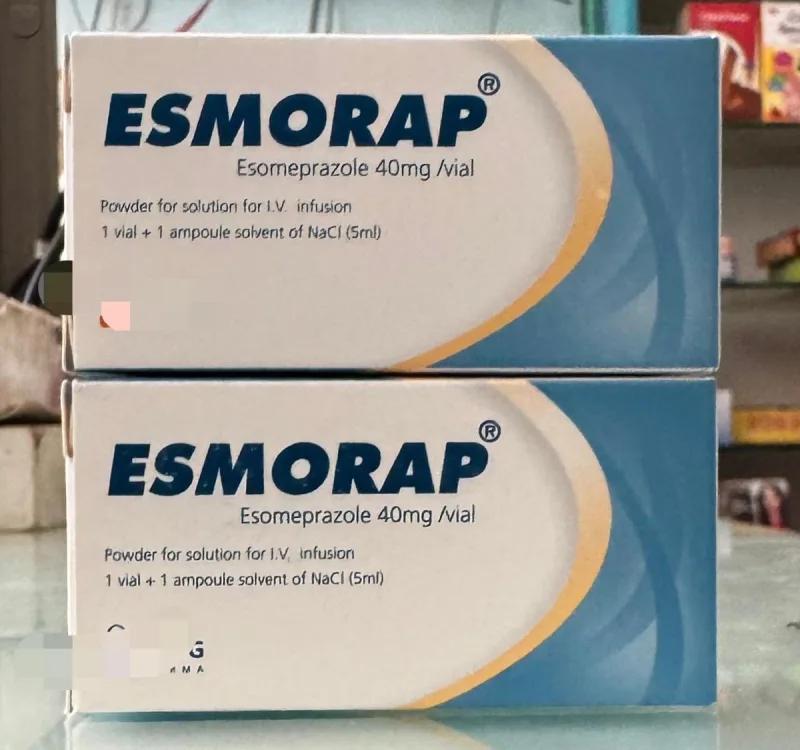 ESMORAP®
Esomeprazole 40mg /vial
Powder for solution for I.V. infusion
1 vial + 1 ampoule solvent of NaCl (5ml)
ESMORAP®
Esomeprazole 40mg /vial
Powder for solution for I.V. infusion
1 vial + 1 ampoule solvent of NaCl (5ml)